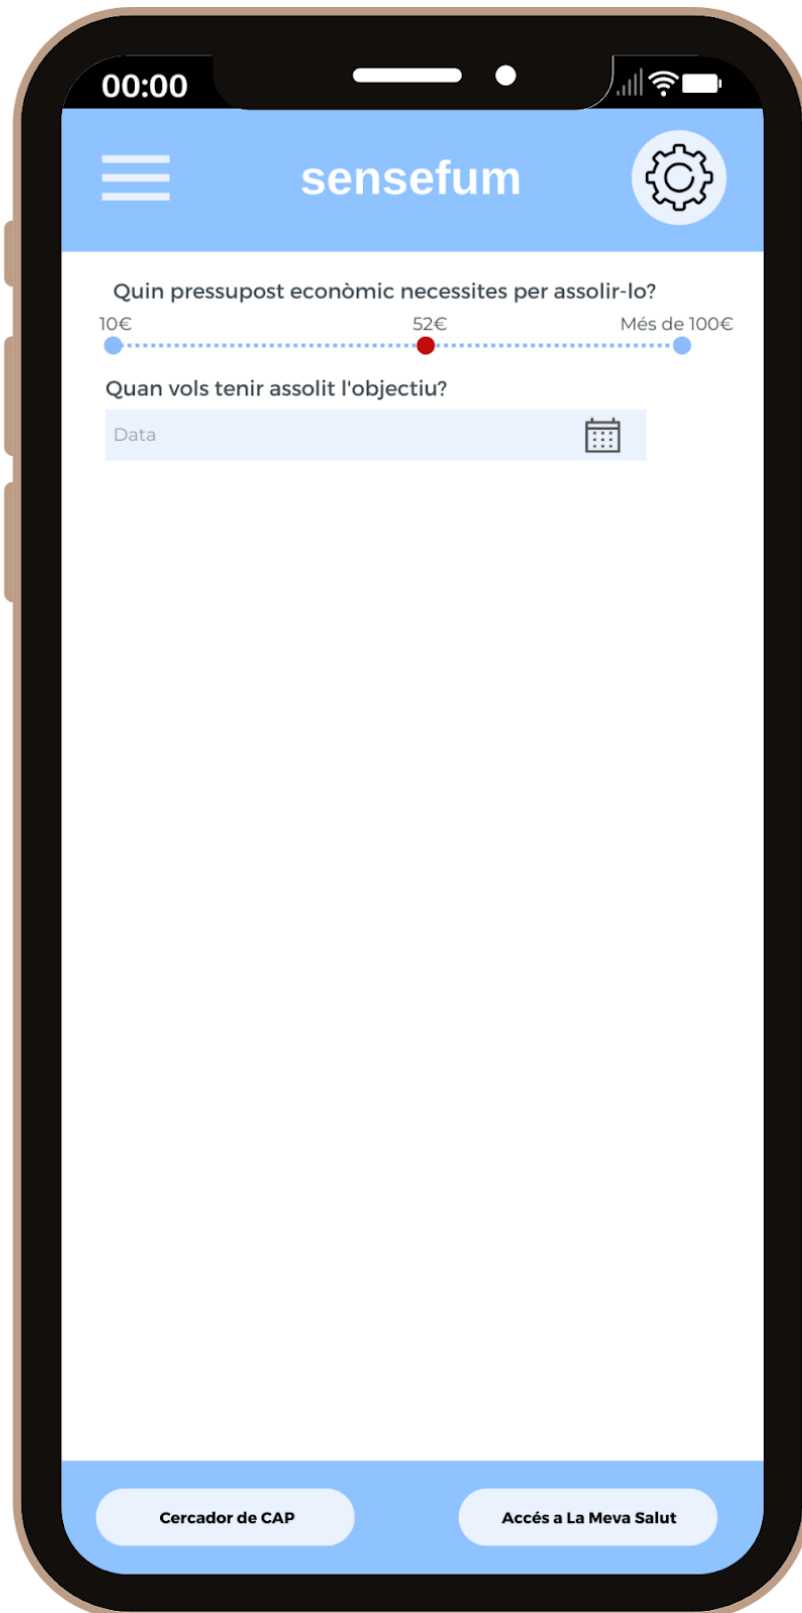 00:00
sensefum
Quin pressupost econòmic necessites per assolir-lo?
10€ 52€ Més de 100€
Quan vols tenir assolit l'objectiu?
Data
Cercador de CAP
Accés a La Meva Salut